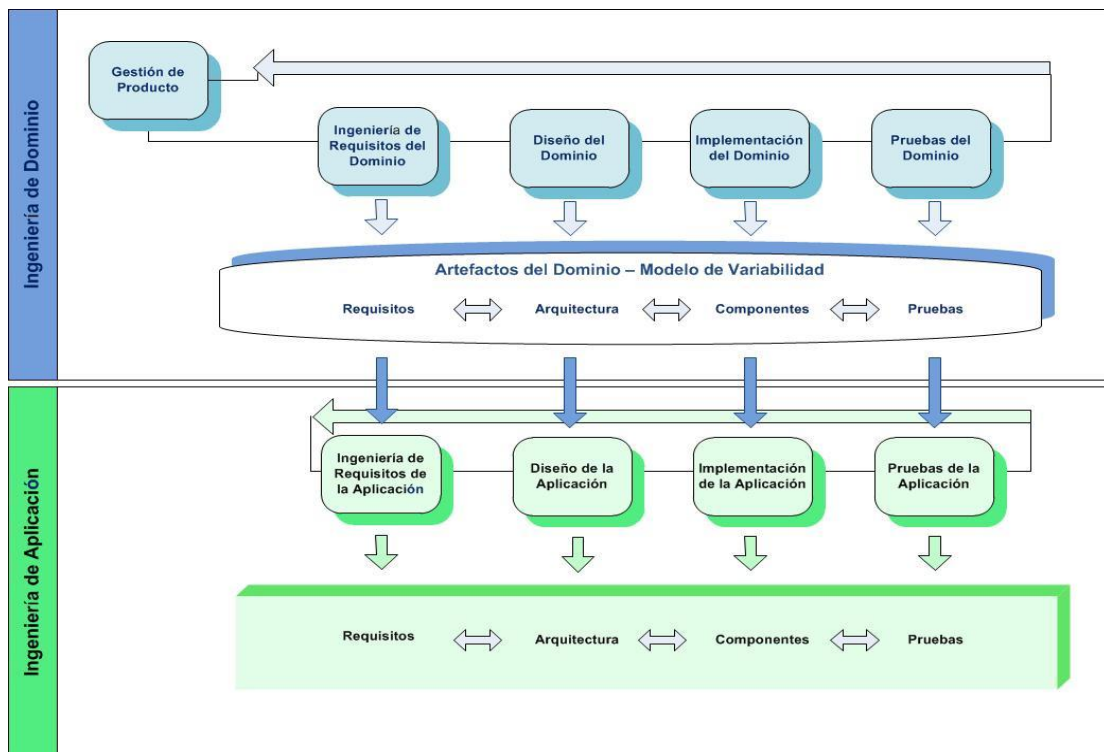 Ingeniería de Dominio
Gestión de
Producto
Ingeniería de
Requisitos del
Dominio
Diseño del
Dominio
Implementación
del Dominio
Pruebas del
Dominio
Artefactos del Dominio – Modelo de Variabilidad
Requisitos
Arquitectura
Componentes
Pruebas
Ingeniería de Aplicación
Ingeniería de
Requisitos de
la Aplicación
Diseño de la
Aplicación
Implementación
de la Aplicación
Pruebas de la
Aplicación
Requisitos
Arquitectura
Componentes
Pruebas